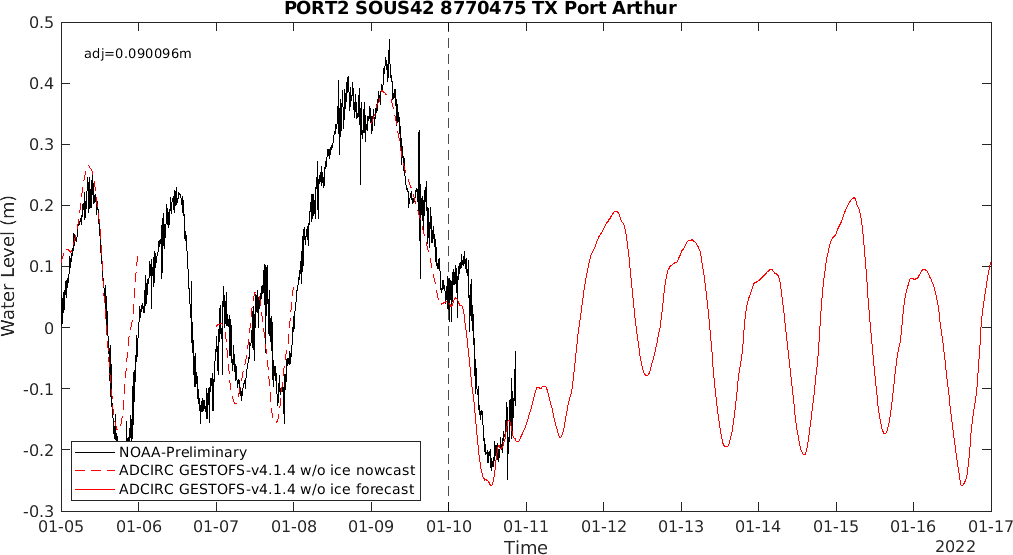 PORT2 SOUS42 8770475 TX Port Arthur
adj=0.090096m
Water Level (m)
0.5
0.4
0.3
0.2
0.1
0
-0.1
-0.2
-0.3
NOAA-Preliminary
ADCIRC GESTOFS-v4.1.4 w/o ice nowcast
ADCIRC GESTOFS-v4.1.4 w/o ice forecast
01-05 01-06 01-07 01-08 01-09 01-10 01-11 01-12 01-13 01-14 01-15 01-16 01-17
Time
2022